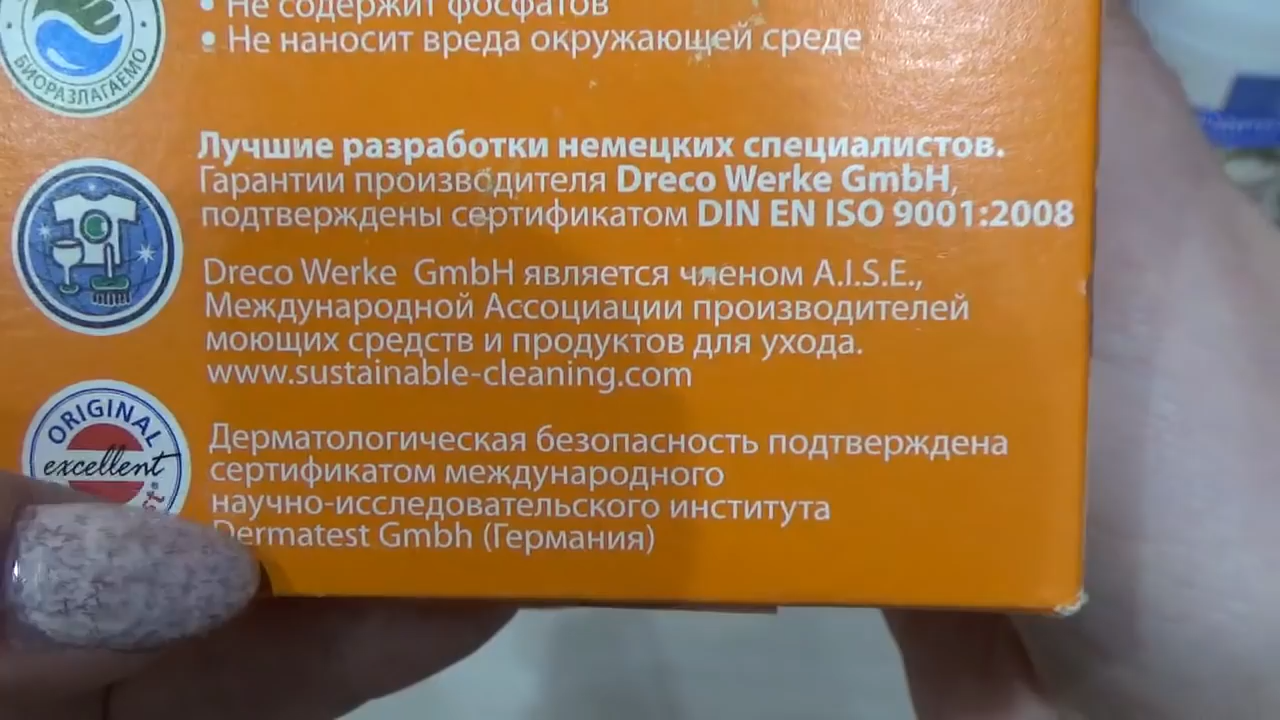 • Не содержит фосфатов
• Не наносит вреда окружающей среде
БИОРАЗЛАГАЕМО
Лучшие разработки немецких специалистов.
Гарантии производителя Dreco Werke GmbH,
подтверждены сертификатом DIN EN ISO 9001:2008
Dreco Werke GmbH является членом A.I.S.E.,
Международной Ассоциации производителей
моющих средств и продуктов для ухода.
www.sustainable-cleaning.com
ORIGINAL
excellent
Дерматологическая безопасность подтверждена
сертификатом международного
научно-исследовательского института
Dermatest Gmbh (Германия)